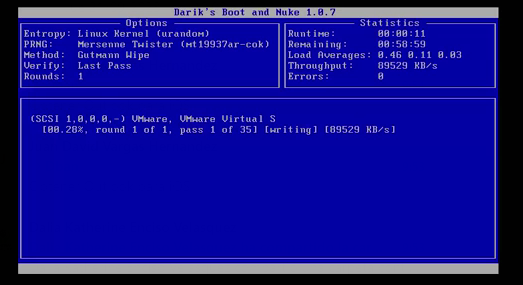 Darik's Boot and Nuke 1.0.7
Options
Entropy: Linux Kernel (urandom)
PRNG: Mersenne Twister (mt19937ar-cok)
Method: Gutmann Wipe
Verify: Last Pass
Rounds: 1
Statistics
Runtime: 00:00:11
Remaining: 00:58:59
Load Averages: 0.46 0.11 0.03
Throughput: 89529 KB/s
Errors: 0
(SCSI 1,0,0,0,-) VMware, VMware Virtual S
[00.28%, round 1 of 1, pass 1 of 35] [writing] [89529 KB/s]